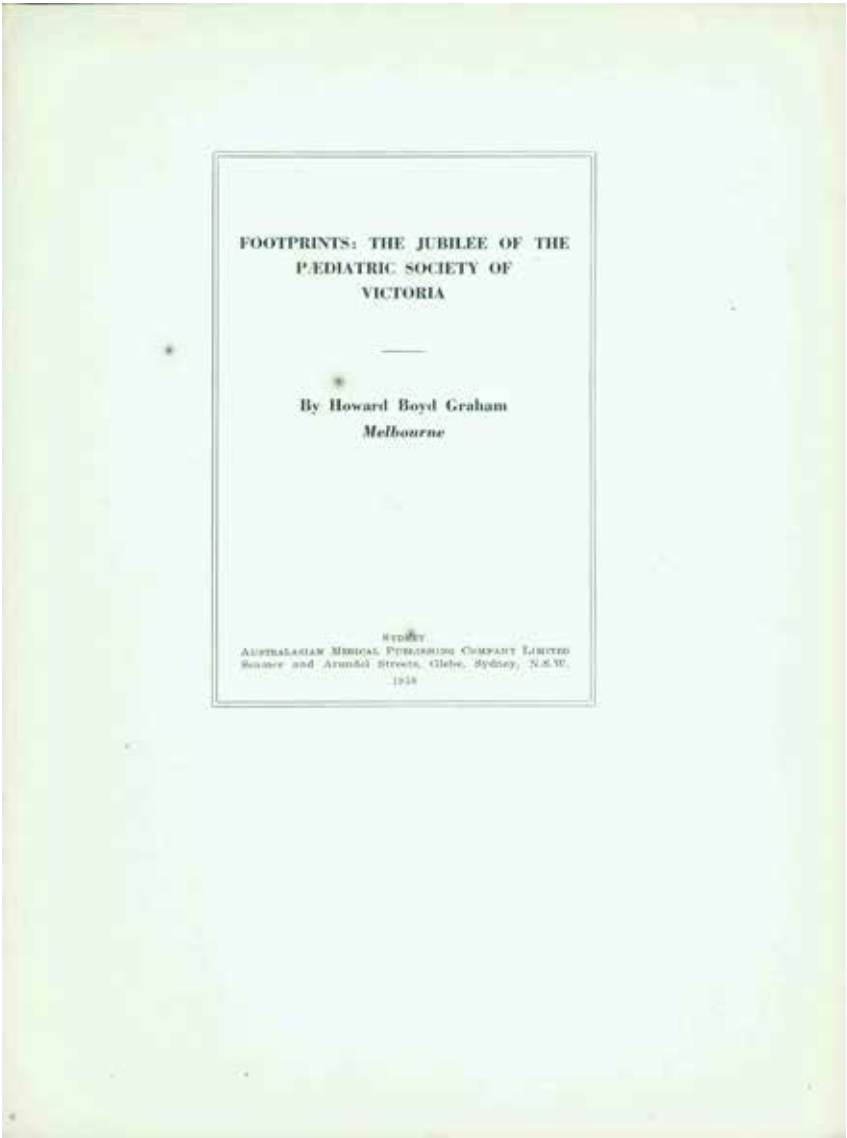 FOOTPRINTS: THE JUBILEE OF THE
PÆDIATRIC SOCIETY OF
VICTORIA
By Howard Boyd Graham
Melbourne
SYDNEY
AUSTRALASIAN MEDICAL PUBLISHING COMPANY LIMITED
Seamer and Arundel Streets, Glebe, Sydney, N.S.W.